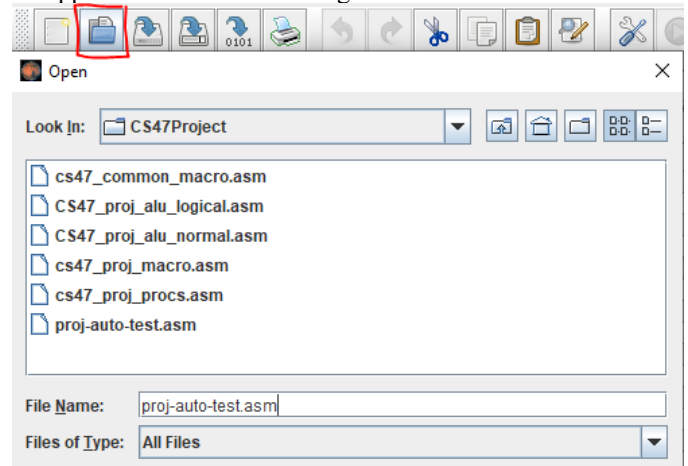 0101
Open
Look In: CS47Project
cs47_common_macro.asm
CS47_proj_alu_logical.asm
CS47_proj_alu_normal.asm
cs47_proj_macro.asm
cs47_proj_procs.asm
proj-auto-test.asm
File Name: proj-auto-test.asm
Files of Type: All Files